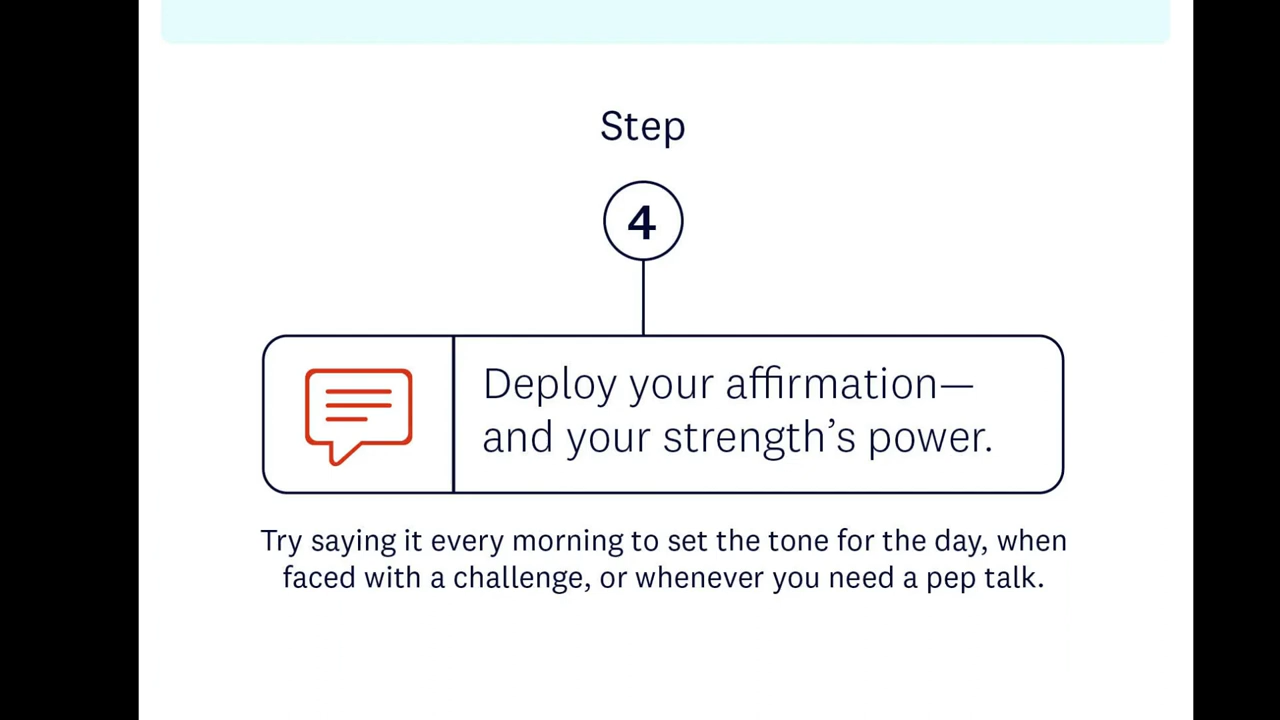 Step
4
Deploy your affirmation—
and your strength’s power.
Try saying it every morning to set the tone for the day, when
faced with a challenge, or whenever you need a pep talk.